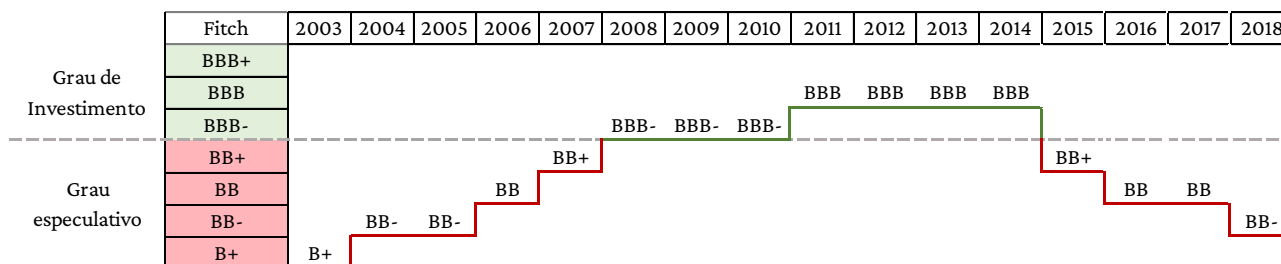 Fitch 2003 2004 2005 2006 2007 2008 2009 2010 2011 2012 2013 2014 2015 2016 2017 2018
BBB+
Grau de
Investimento
BBB BBB BBB BBB BBB
BBB- BBB- BBB- BBB-
BB+ BB+ BB+
Grau
especulativo
BB BB BB BB
BB- BB- BB- BB-
B+ B+